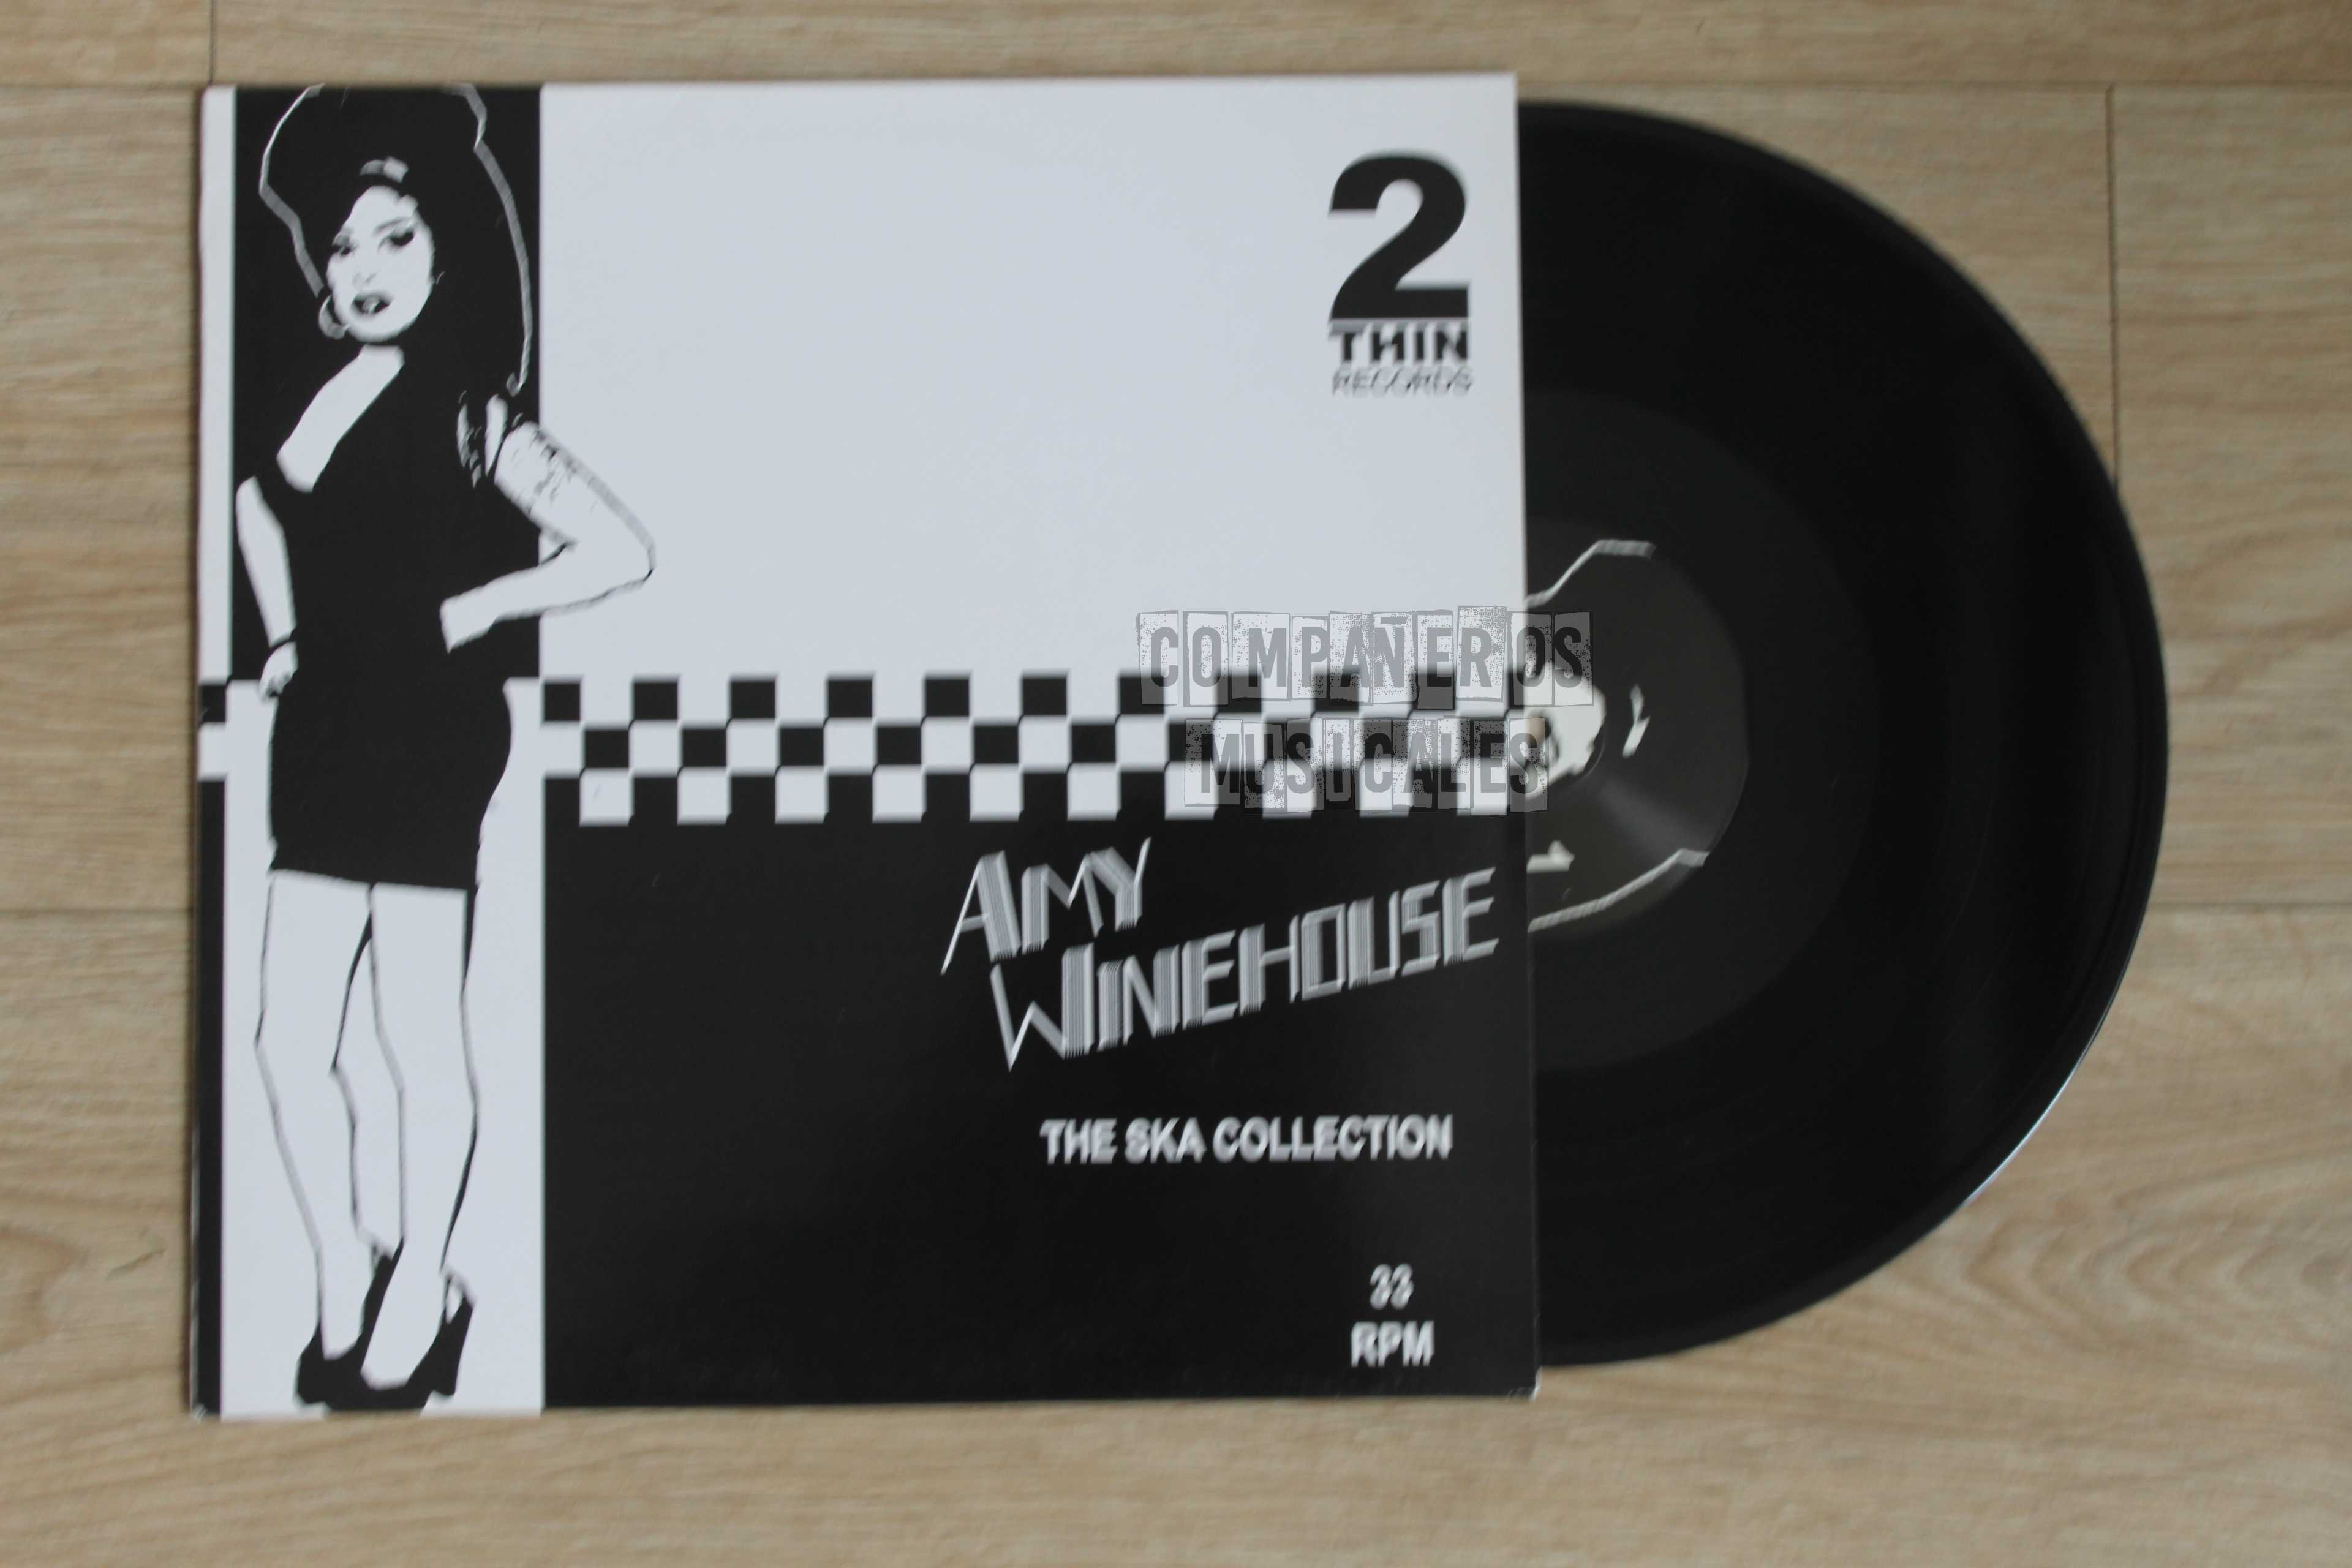 2
THIN
RECORDS
COMPAÑEROS
MUSICALES
AMY
WINEHOUSE
THE SKA COLLECTION
33
RPM